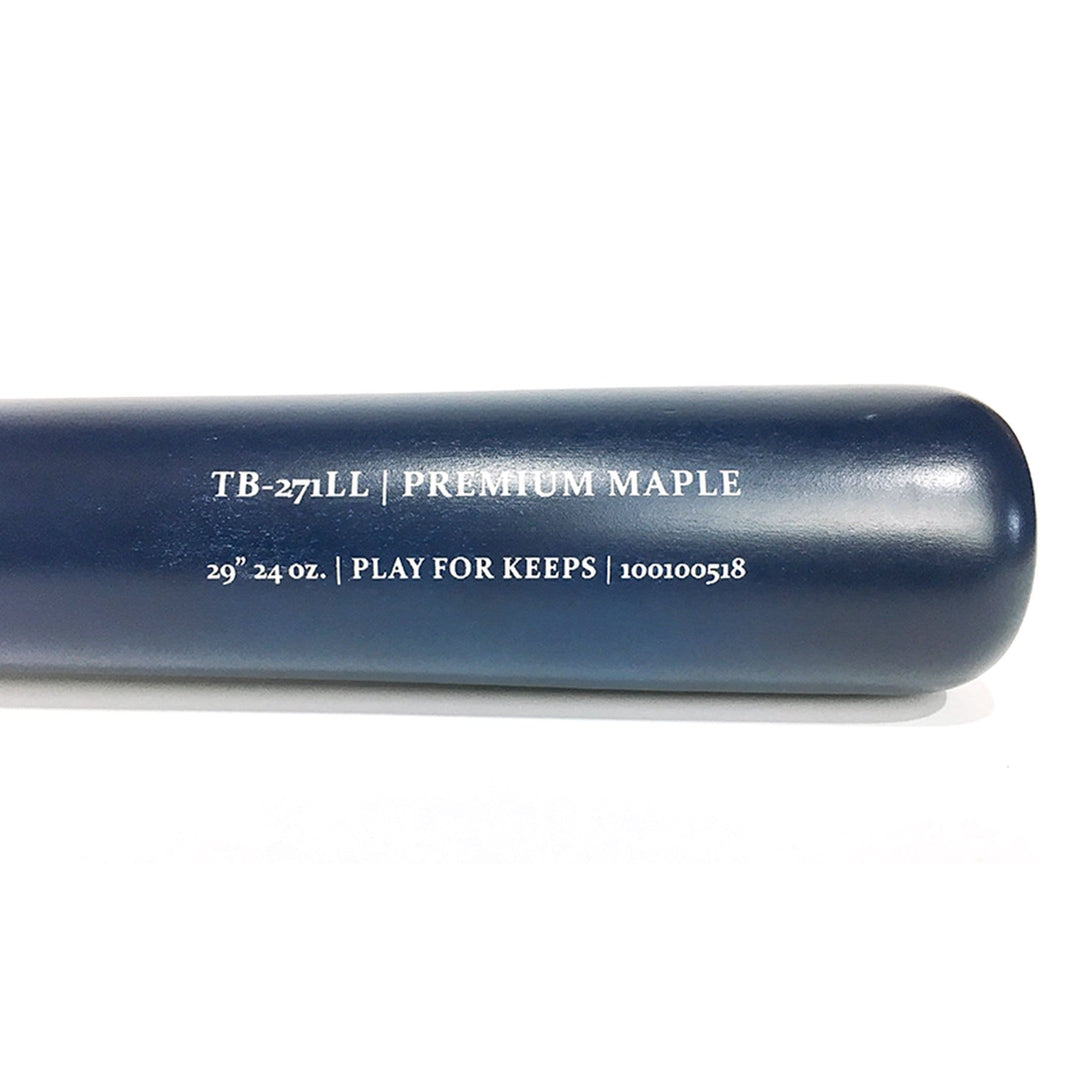 TB-271LL | PREMIUM MAPLE
29” 24 oz. | PLAY FOR KEEPS | 100100518